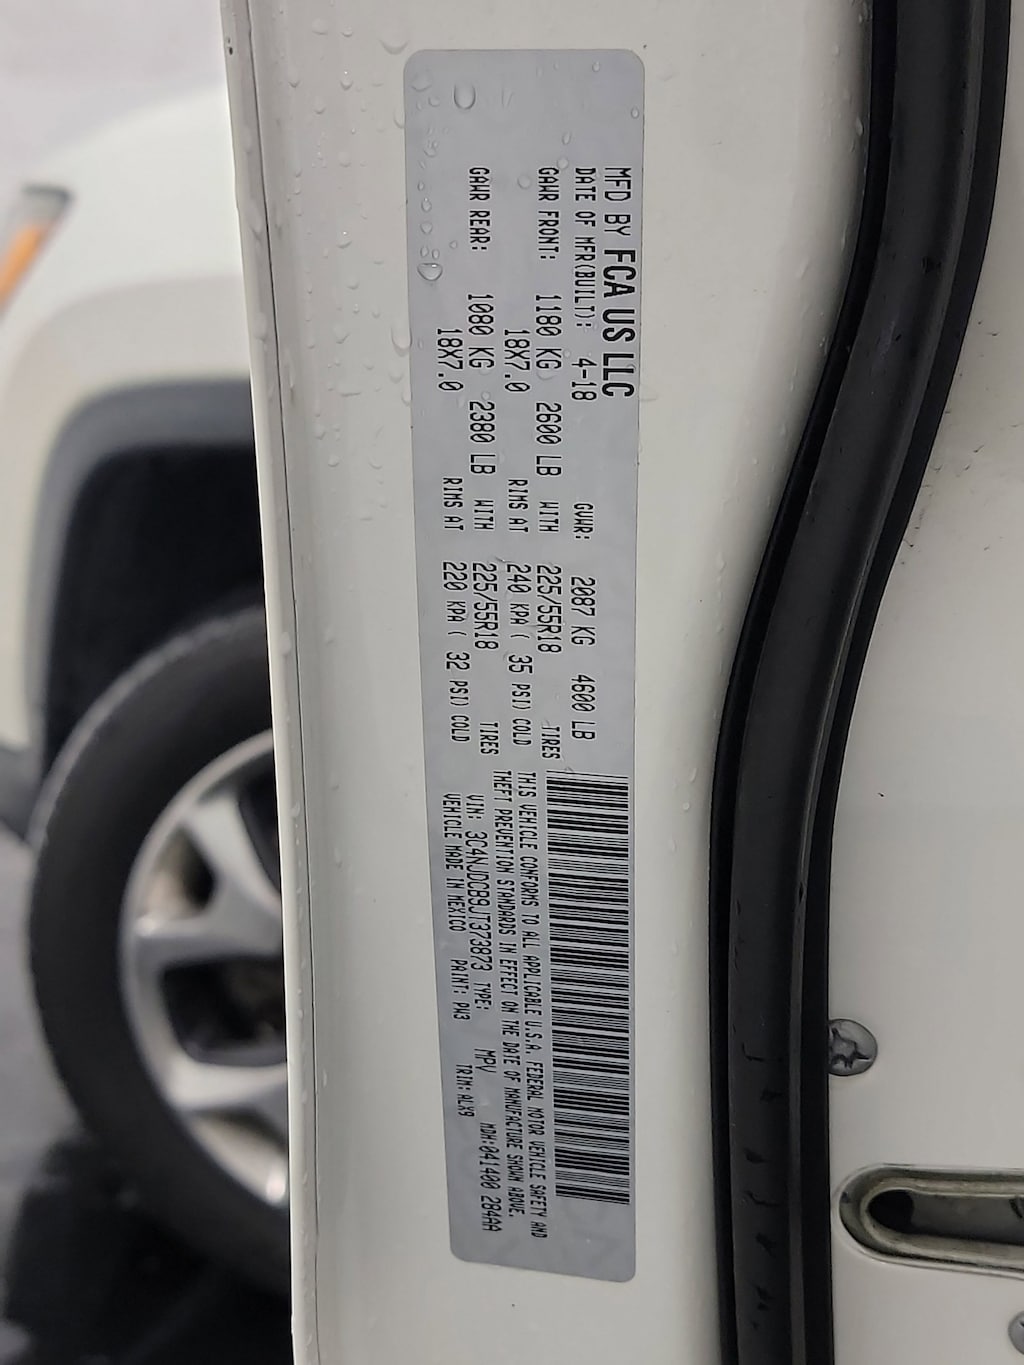 MFD BY FCA US LLC
DATE OF MFR(BUILT): 4-18 GVWR: 2087 KG 4600 LB
GAWR FRONT: 1180 KG 2600 LB WITH 225/55R18 TIRES
18X7.0 RIMS AT 240 KPA ( 35 PSI) COLD
GAWR REAR: 1080 KG 2380 LB WITH 225/55R18 TIRES
18X7.0 RIMS AT 220 KPA ( 32 PSI) COLD
THIS VEHICLE CONFORMS TO ALL APPLICABLE U.S.A. FEDERAL MOTOR VEHICLE SAFETY AND
THEFT PREVENTION STANDARDS IN EFFECT ON THE DATE OF MANUFACTURE SHOWN ABOVE.
VIN: 3C4NJDCB9JT373873 TYPE: MPV MDH:041400 284AA
VEHICLE MADE IN MEXICO PAINT: PW3 TRIM:ALX9